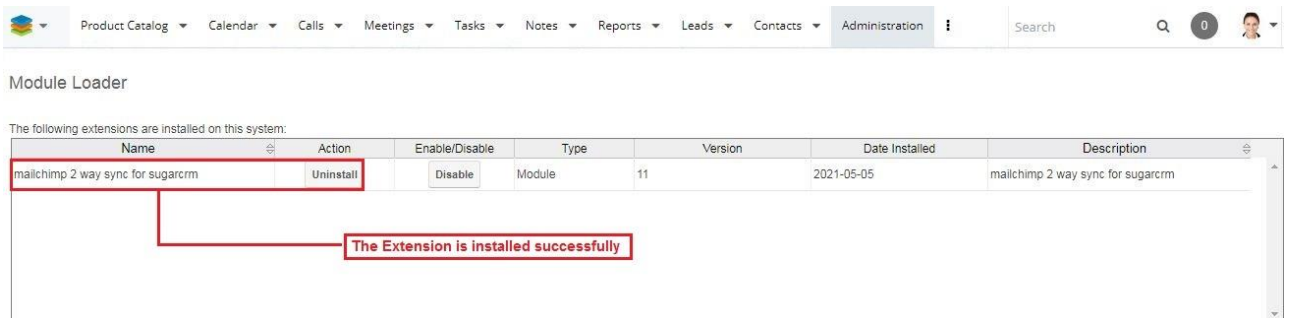 Product Catalog Calendar Calls Meetings Tasks Notes Reports Leads Contacts Administration Search 0
Module Loader
The following extensions are installed on this system:
Name Action Enable/Disable Type Version Date Installed Description
mailchimp 2 way sync for sugarcrm Uninstall Disable Module 11 2021-05-05 mailchimp 2 way sync for sugarcrm
The Extension is installed successfully